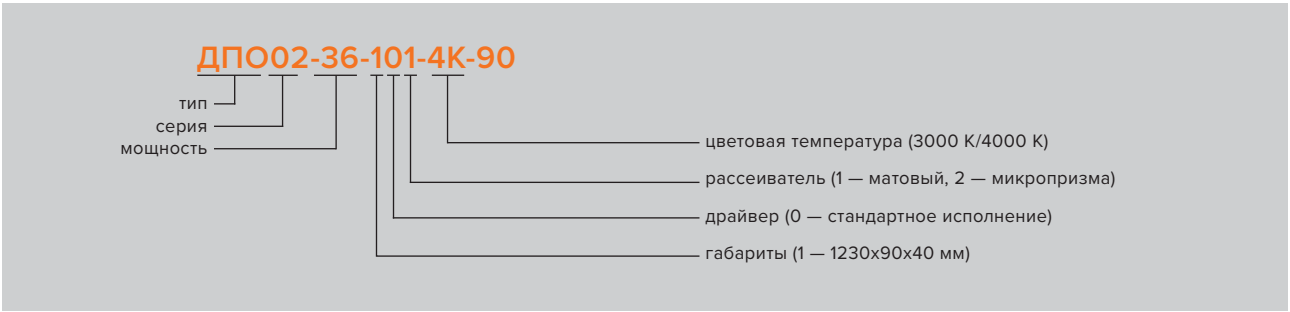 ДПО02-36-101-4К-90
тип
серия
мощность
цветовая температура (3000 К/4000 К)
рассеиватель (1 — матовый, 2 — микропризма)
драйвер (0 — стандартное исполнение)
габариты (1 — 1230х90х40 мм)